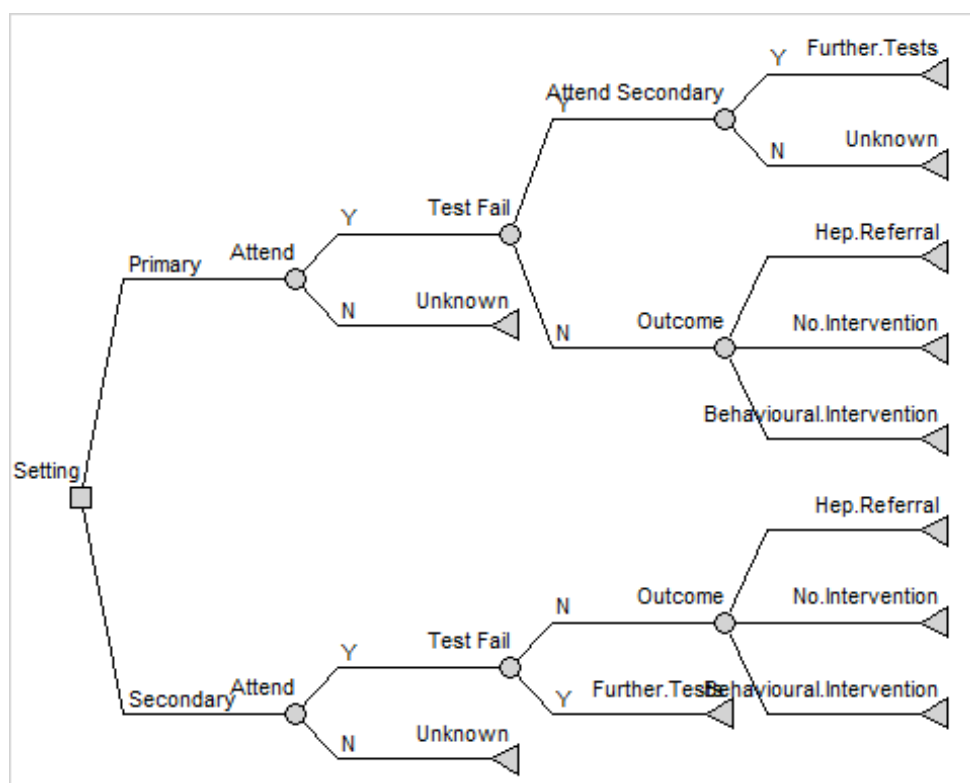 Further.Tests
Y
Attend Secondary
Y
Unknown
N
Test Fail
Y
Hep.Referral
Attend
Primary
Unknown
N
Outcome
No.Intervention
N
Behavioural.Intervention
Setting
Hep.Referral
Outcome
No.Intervention
N
Test Fail
Y
Further.Tests
Behavioural.Intervention
Y
Attend
Secondary
Unknown
N